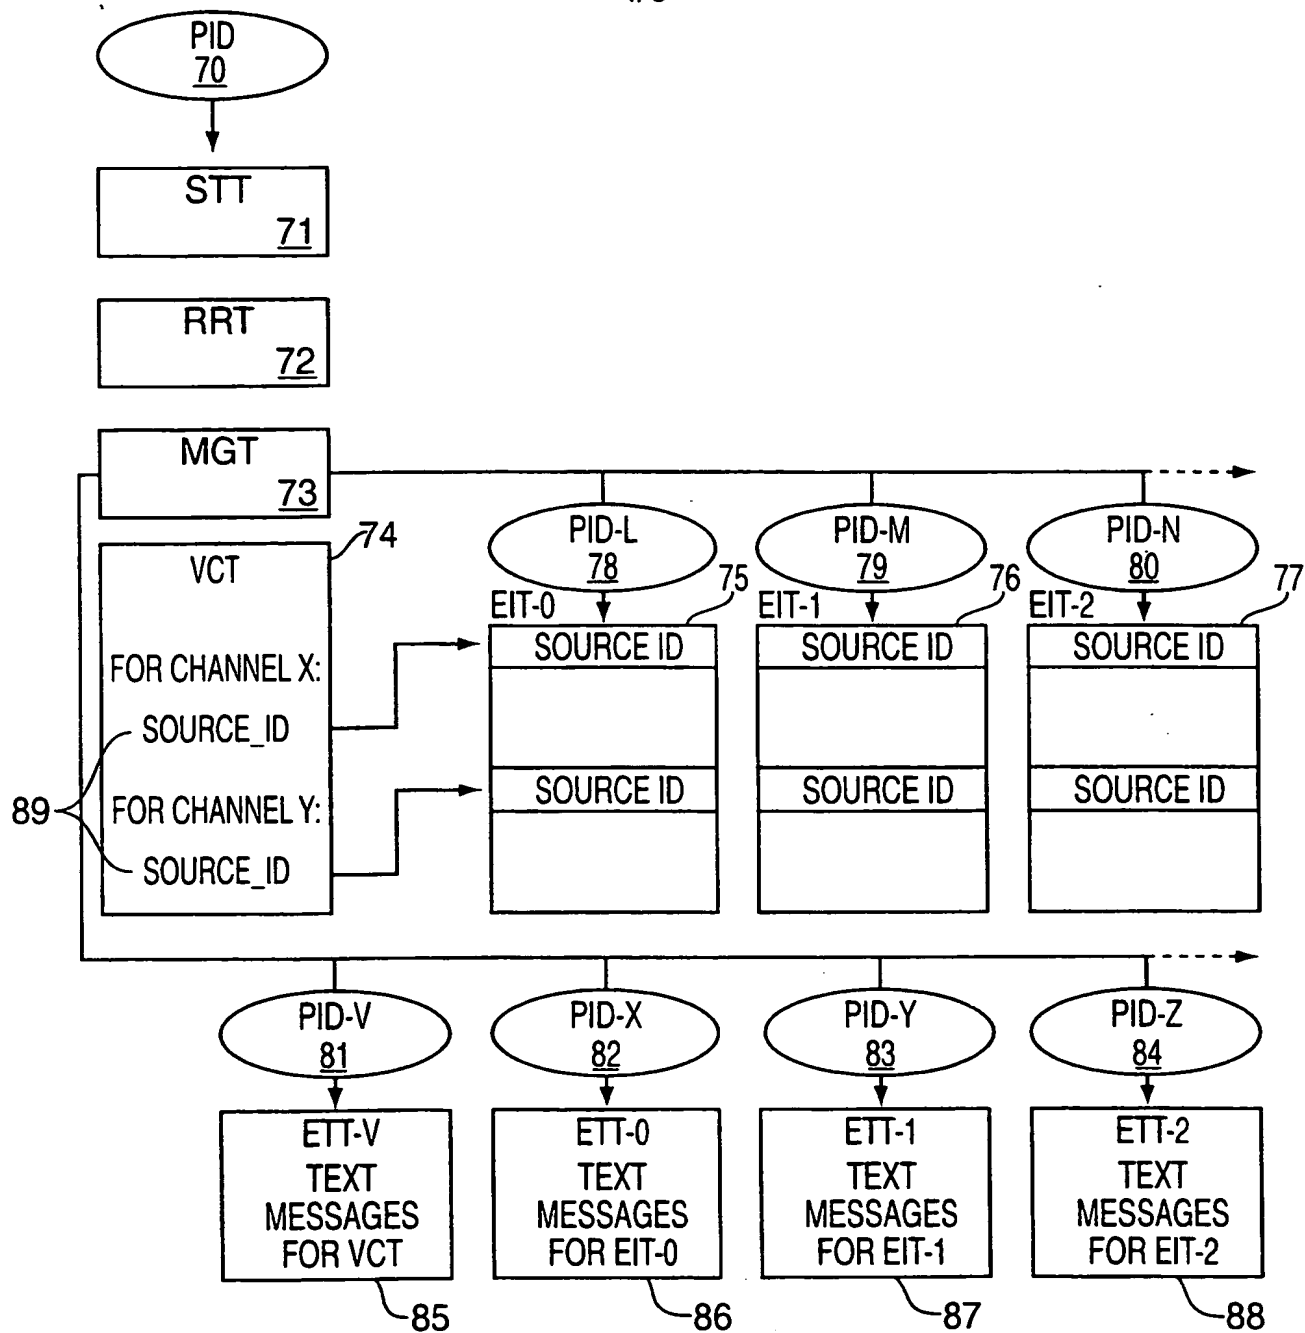 PID
70
STT
71
RRT
72
MGT
73
74
VCT
FOR CHANNEL X:
SOURCE_ID
FOR CHANNEL Y:
SOURCE_ID
89
PID-L
78
PID-M
79
PID-N
80
EIT-0
75
EIT-1
76
EIT-2
77
SOURCE ID
SOURCE ID
SOURCE ID
SOURCE ID
SOURCE ID
SOURCE ID
PID-V
81
PID-X
82
PID-Y
83
PID-Z
84
ETT-V
TEXT
MESSAGES
FOR VCT
85
ETT-0
TEXT
MESSAGES
FOR EIT-0
86
ETT-1
TEXT
MESSAGES
FOR EIT-1
87
ETT-2
TEXT
MESSAGES
FOR EIT-2
88